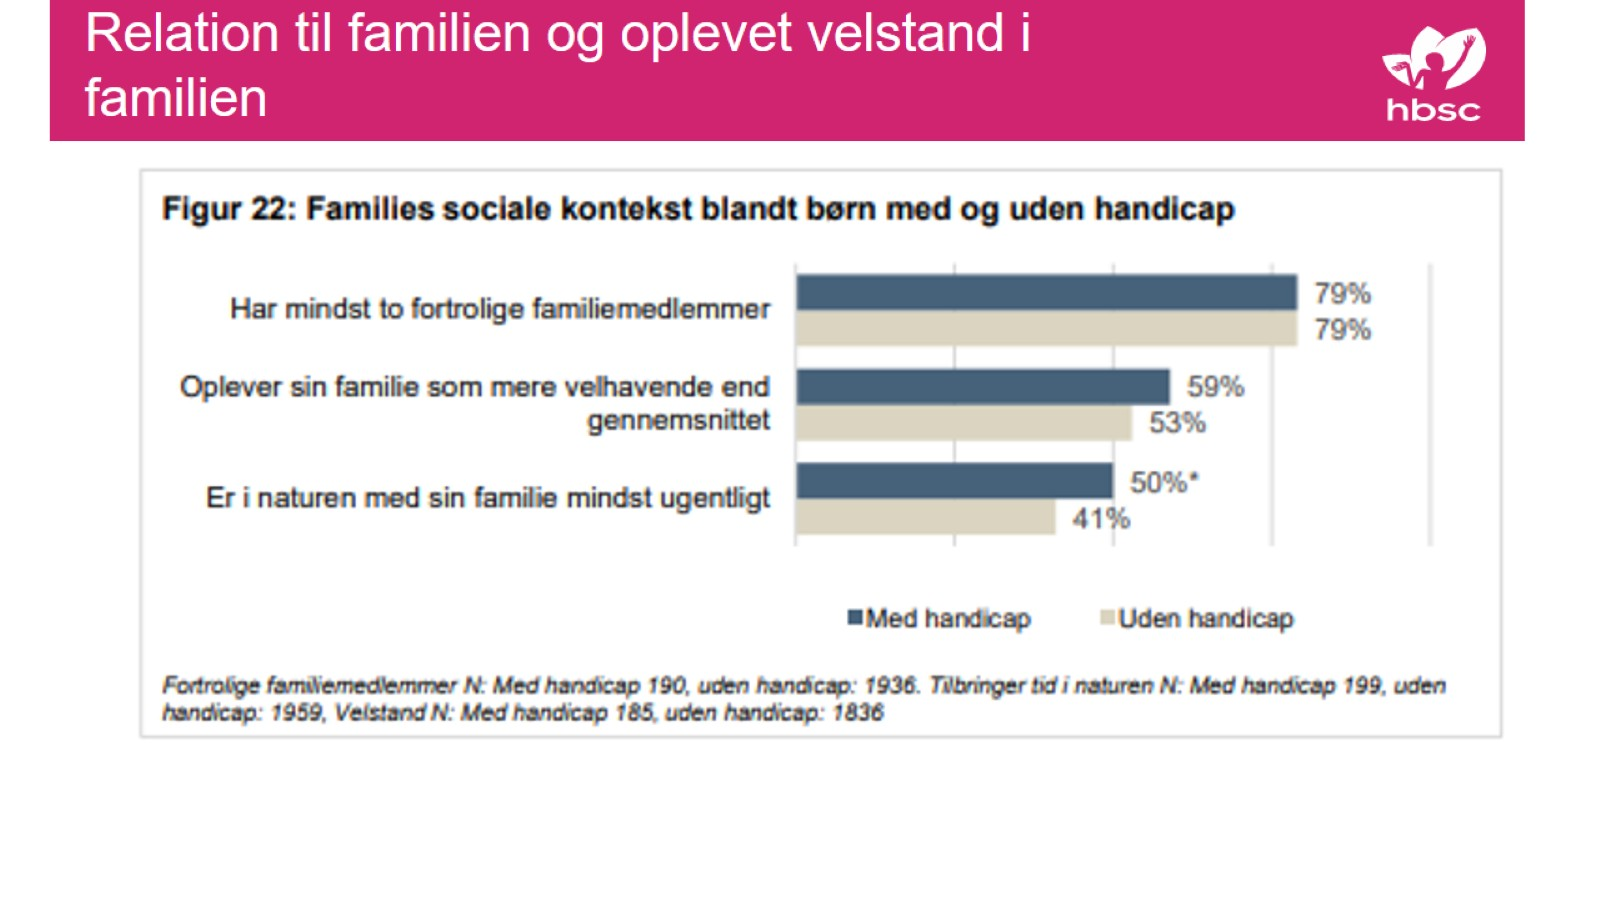 Relation til familien og oplevet velstand i
familien
hbsc
Figur 22: Families sociale kontekst blandt børn med og uden handicap
Har mindst to fortrolige familiemedlemmer
79%
79%
Oplever sin familie som mere velhavende end
gennemsnittet
59%
53%
Er i naturen med sin familie mindst ugentligt
50%*
41%
Med handicap
Uden handicap
Fortrolige familiemedlemmer N: Med handicap 190, uden handicap: 1936. Tilbringer tid i naturen N: Med handicap 199, uden
handicap: 1959, Velstand N: Med handicap 185, uden handicap: 1836